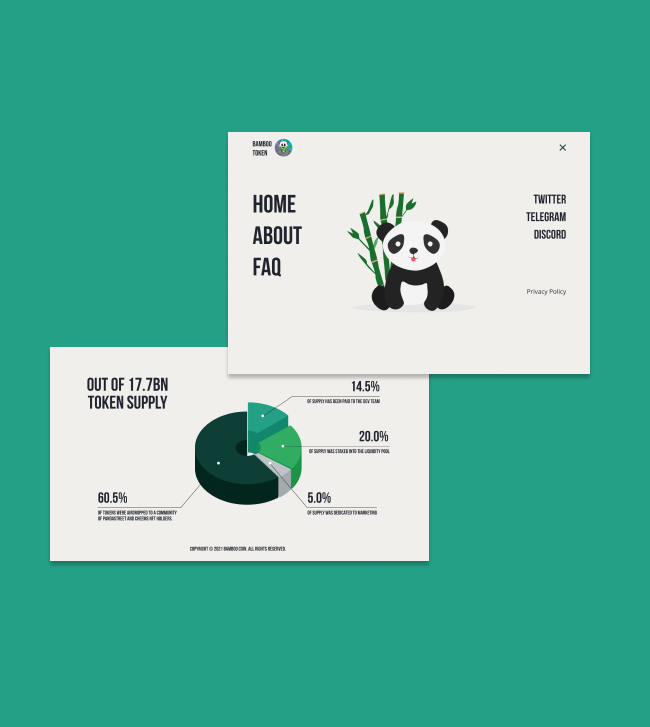 BAMBOO
TOKEN
HOME
ABOUT
FAQ
TWITTER
TELEGRAM
DISCORD
Privacy Policy
OUT OF 17.7BN
TOKEN SUPPLY
14.5%
OF SUPPLY HAS BEEN PAID TO THE DEV TEAM
20.0%
OF SUPPLY WAS STAKED INTO THE LIQUIDITY POOL
60.5%
OF TOKENS WERE AIRDROPPED TO A COMMUNITY
OF PANDASTREET AND CHEEMS NFT HOLDERS.
5.0%
OF SUPPLY WAS DEDICATED TO MARKETING
COPYRIGHT © 2021 BAMBOO COIN. ALL RIGHTS RESERVED.